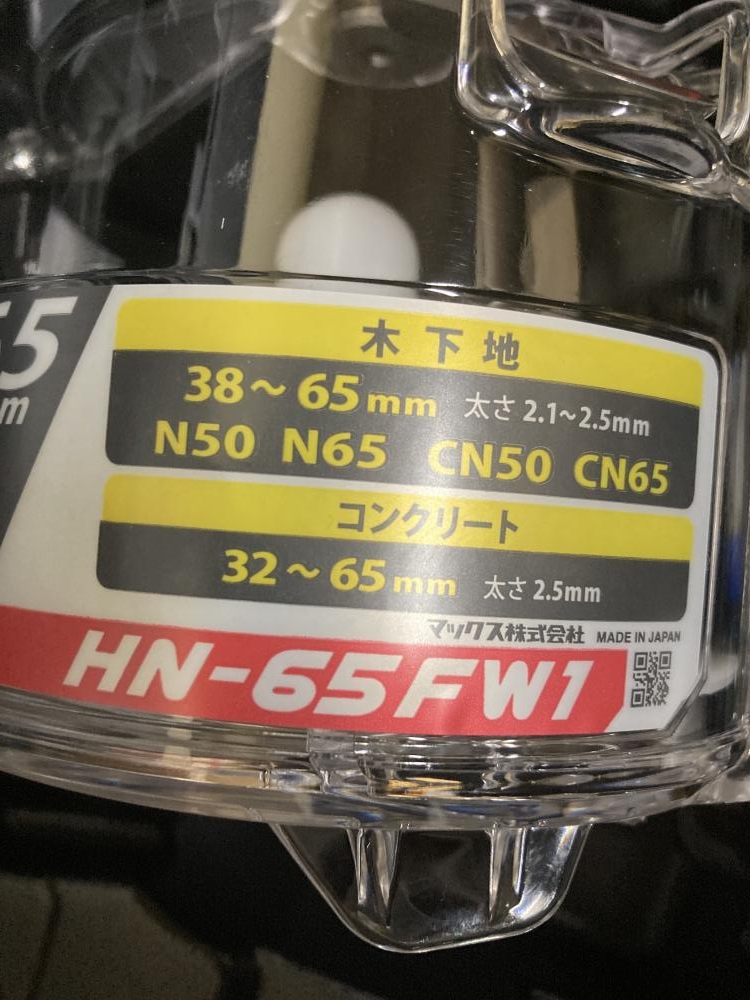 65
m
木下地
38～65mm 太さ 2.1~2.5mm
N50 N65 CN50 CN65
コンクリート
32～65mm 太さ 2.5mm
マックス株式会社 MADE IN JAPAN
HN-65FW1